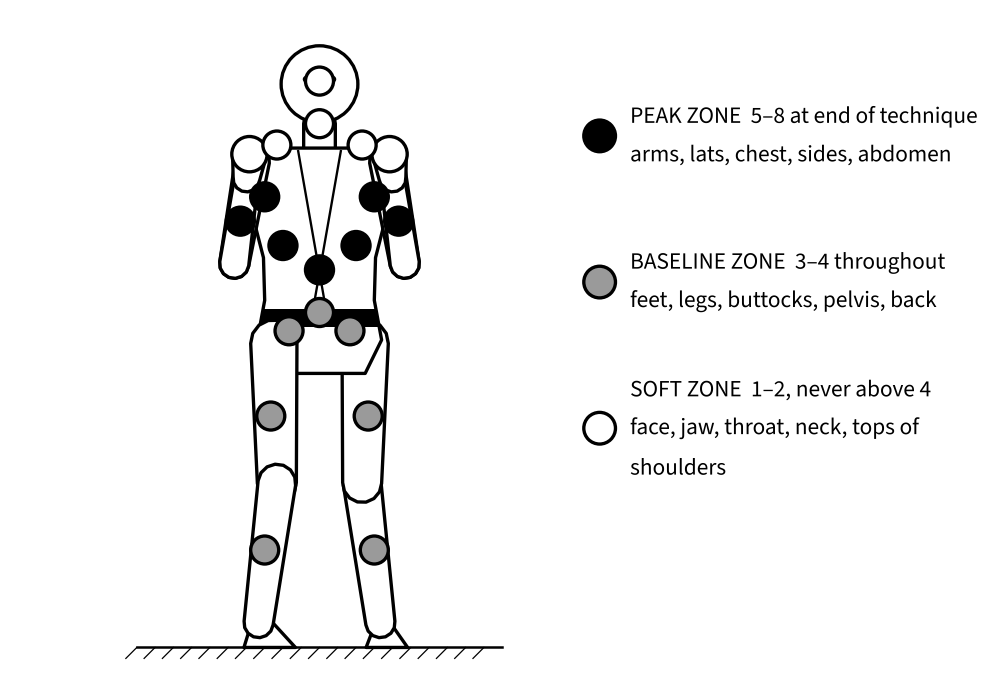 PEAK ZONE  5–8 at end of technique
arms, lats, chest, sides, abdomen
BASELINE ZONE  3–4 throughout
feet, legs, buttocks, pelvis, back
SOFT ZONE  1–2, never above 4
face, jaw, throat, neck, tops of
shoulders